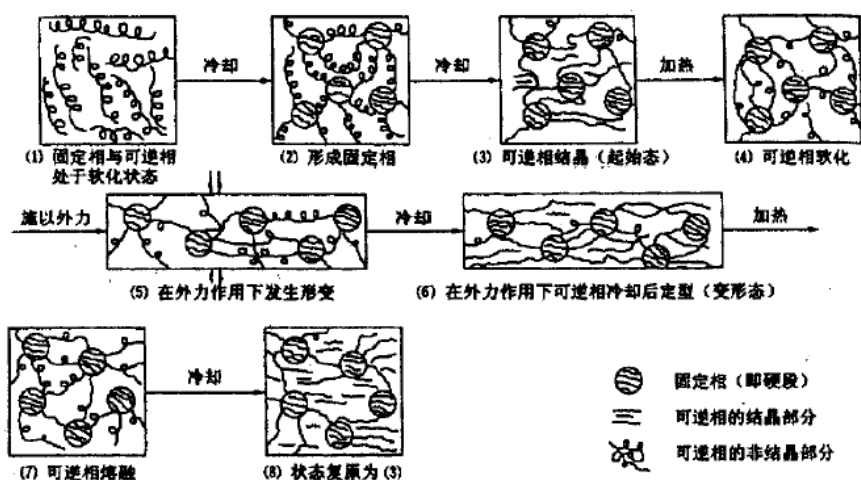 冷却
冷却
加热
(1) 固定相与可逆相
处于软化状态
(2) 形成固定相
(3) 可逆相结晶(起始态)
(4) 可逆相软化
施以外力
冷却
加热
(5) 在外力作用下发生形变
(6) 在外力作用下可逆相冷却后定型(变形态)
冷却
固定相(即硬段)
可逆相的结晶部分
可逆相的非结晶部分
(7) 可逆相熔融
(8) 状态复原为 (3)